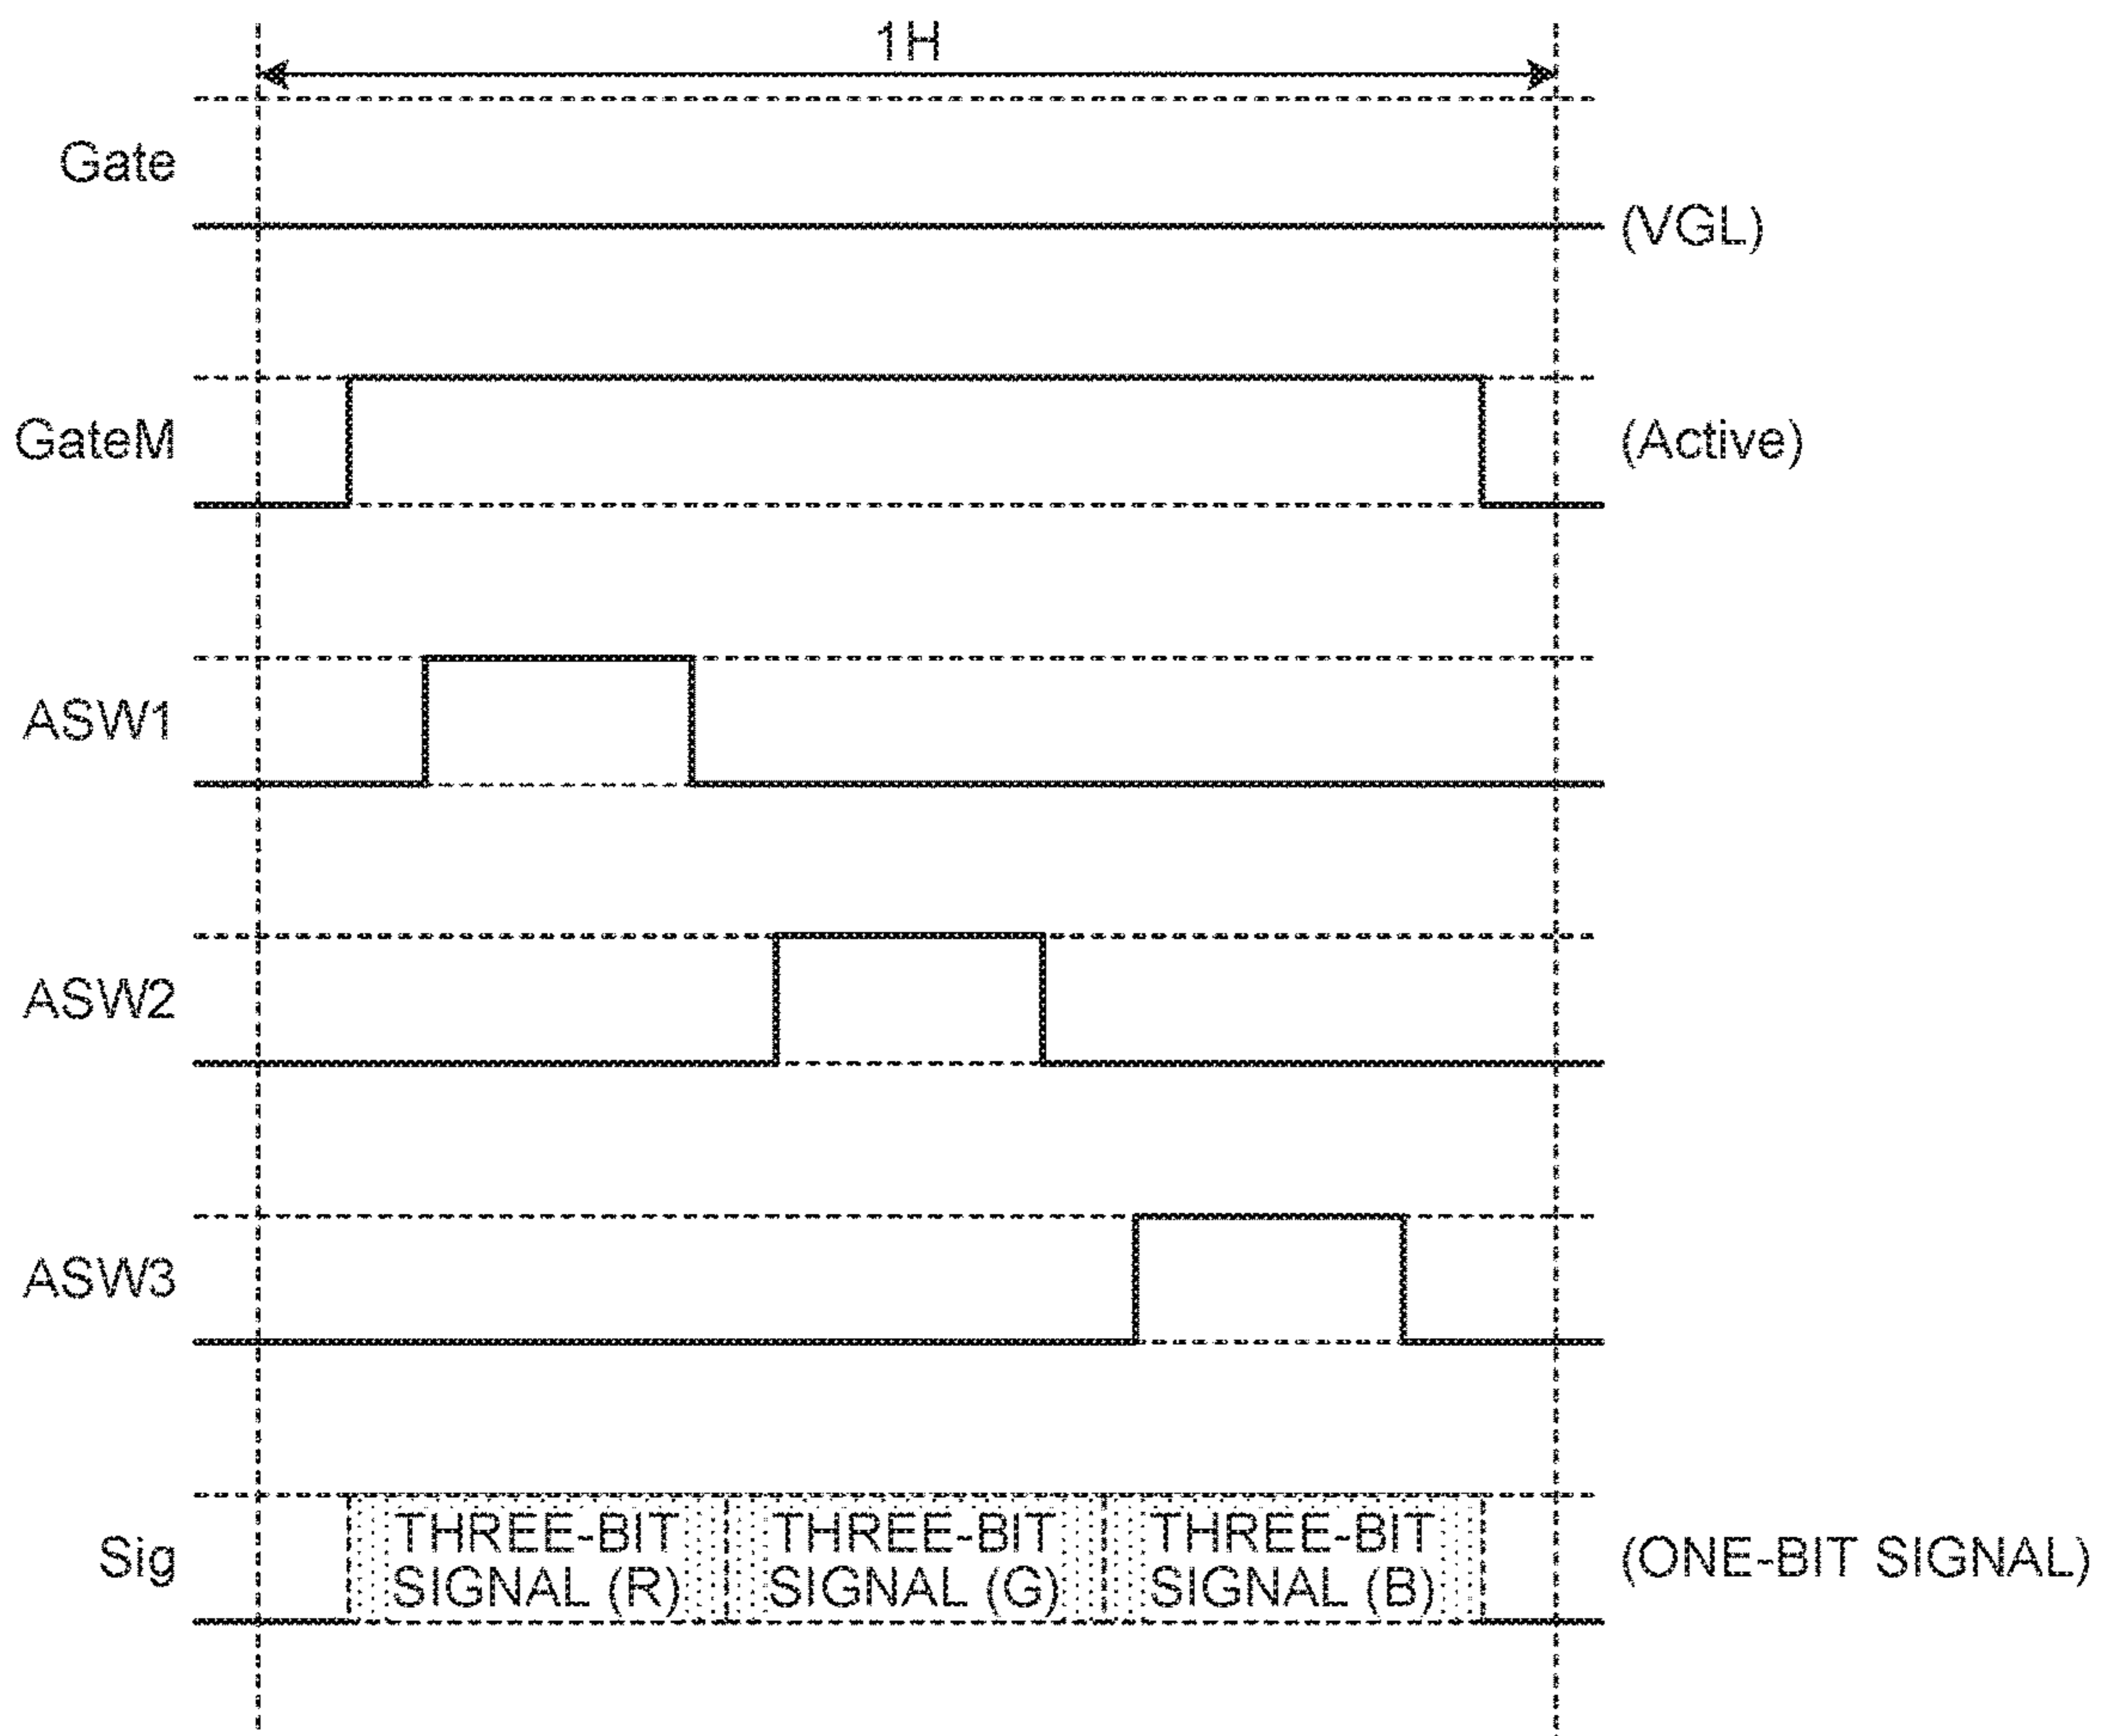 1H
Gate
(VGL)
GateM
(Active)
ASW1
ASW2
ASW3
Sig
THREE-BIT
SIGNAL (R)
THREE-BIT
SIGNAL (G)
THREE-BIT
SIGNAL (B)
(ONE-BIT SIGNAL)